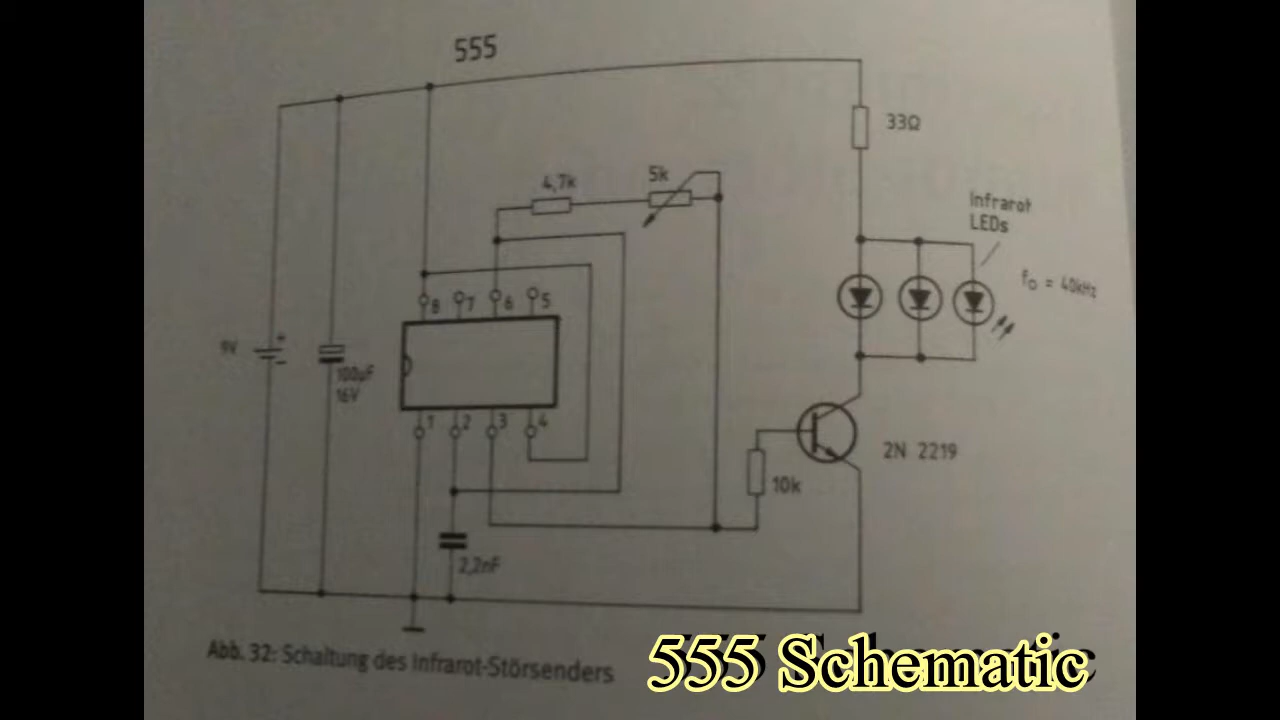 555
33Ω
4,7k
5k
Infrarot
LEDs
f₀ = 40kHz
8
7
6
5
9V
+
−
100µF
16V
1
2
3
4
2N 2219
10k
2,2nF
Abb. 32: Schaltung des Infrarot-Störsenders
555 Schematic